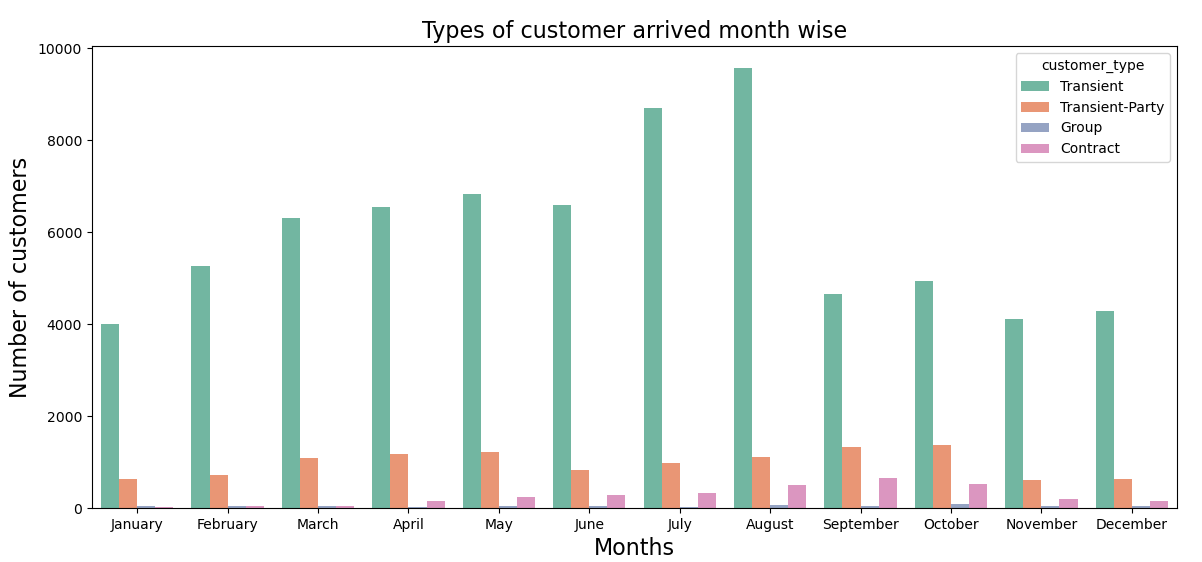 Types of customer arrived month wise
10000
8000
6000
4000
2000
0
Number of customers
customer_type
Transient
Transient-Party
Group
Contract
January February March April May June July August September October November December
Months